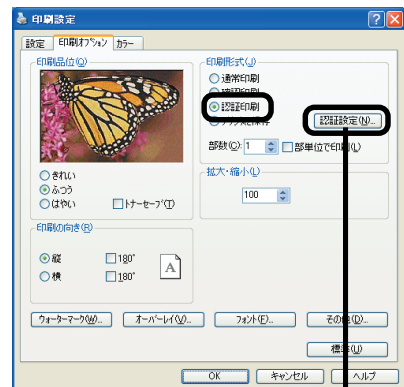 印刷設定
設定 印刷オプション カラー
印刷品位(Q)
きれい
ふつう
はやい
トナーセーブ(T)
印刷の向き(R)
縦 180°
横 180°
A
印刷形式(J)
通常印刷
認証印刷
認証設定(N)...
部数(C): 1 部単位で印刷(L)
拡大・縮小(L)
100
ウォーターマーク(W)... オーバーレイ(V)... フォント(F)... その他(D)...
標準(U)
OK キャンセル ヘルプ